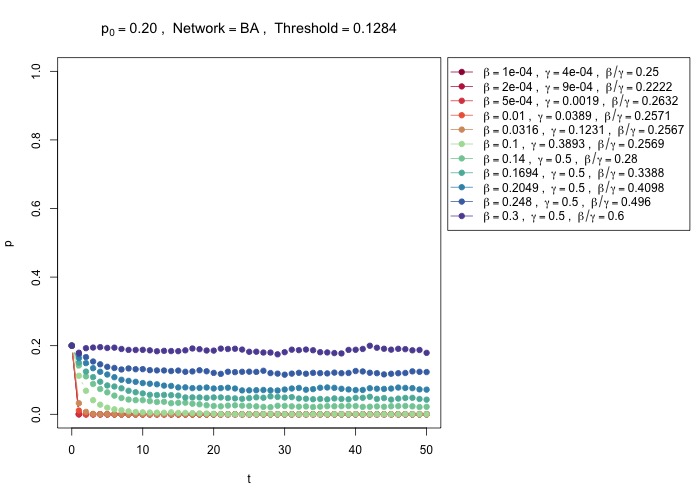 p0 = 0.20 , Network = BA , Threshold = 0.1284
1.0
0.8
0.6
0.4
0.2
0.0
p
0
10
20
30
40
50
t
β = 1e-04 , γ = 4e-04 , β/γ = 0.25
β = 2e-04 , γ = 9e-04 , β/γ = 0.2222
β = 5e-04 , γ = 0.0019 , β/γ = 0.2632
β = 0.01 , γ = 0.0389 , β/γ = 0.2571
β = 0.0316 , γ = 0.1231 , β/γ = 0.2567
β = 0.1 , γ = 0.3893 , β/γ = 0.2569
β = 0.14 , γ = 0.5 , β/γ = 0.28
β = 0.1694 , γ = 0.5 , β/γ = 0.3388
β = 0.2049 , γ = 0.5 , β/γ = 0.4098
β = 0.248 , γ = 0.5 , β/γ = 0.496
β = 0.3 , γ = 0.5 , β/γ = 0.6